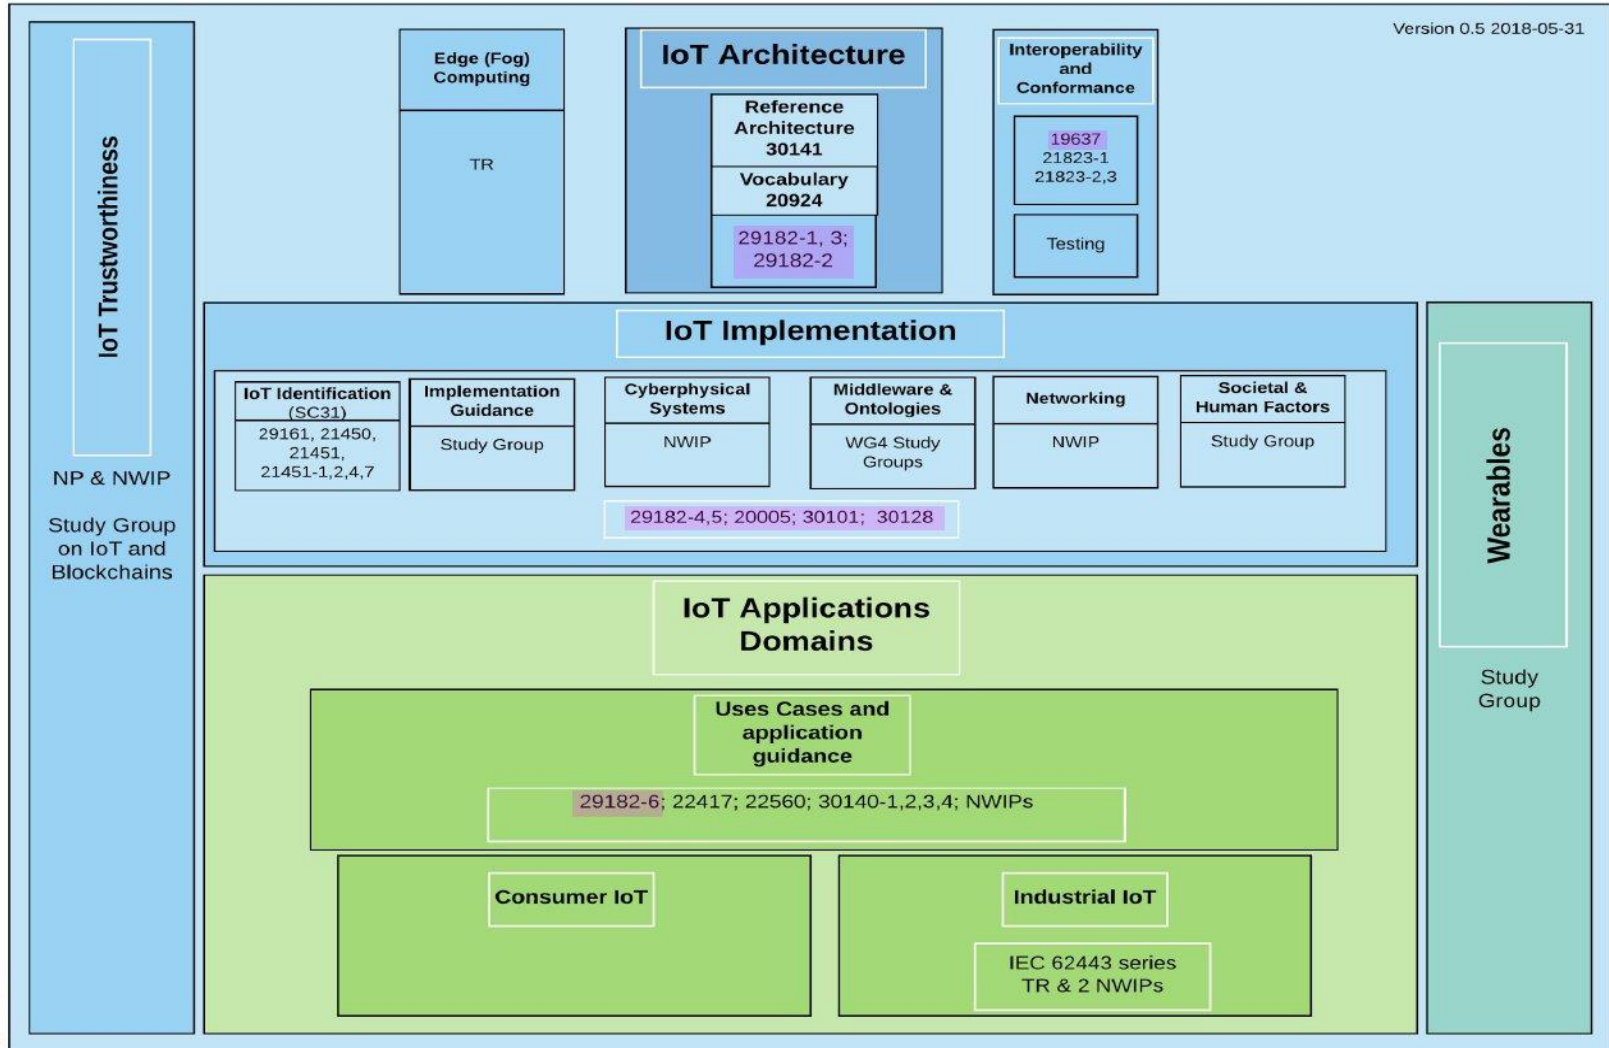 Version 0.5 2018-05-31
IoT Trustworthiness
NP & NWIP
Study Group
on IoT and
Blockchains
Edge (Fog)
Computing
TR
IoT Architecture
Reference
Architecture
30141
Vocabulary
20924
29182-1, 3;
29182-2
Interoperability
and
Conformance
19637
21823-1
21823-2,3
Testing
IoT Implementation
IoT Identification
(SC31)
29161, 21450,
21451,
21451-1,2,4,7
Implementation
Guidance
Study Group
Cyberphysical
Systems
NWIP
Middleware &
Ontologies
WG4 Study
Groups
Networking
NWIP
Societal &
Human Factors
Study Group
29182-4,5; 20005; 30101; 30128
IoT Applications
Domains
Uses Cases and
application
guidance
29182-6; 22417; 22560; 30140-1,2,3,4; NWIPs
Consumer IoT
Industrial IoT
IEC 62443 series
TR & 2 NWIPs
Wearables
Study
Group